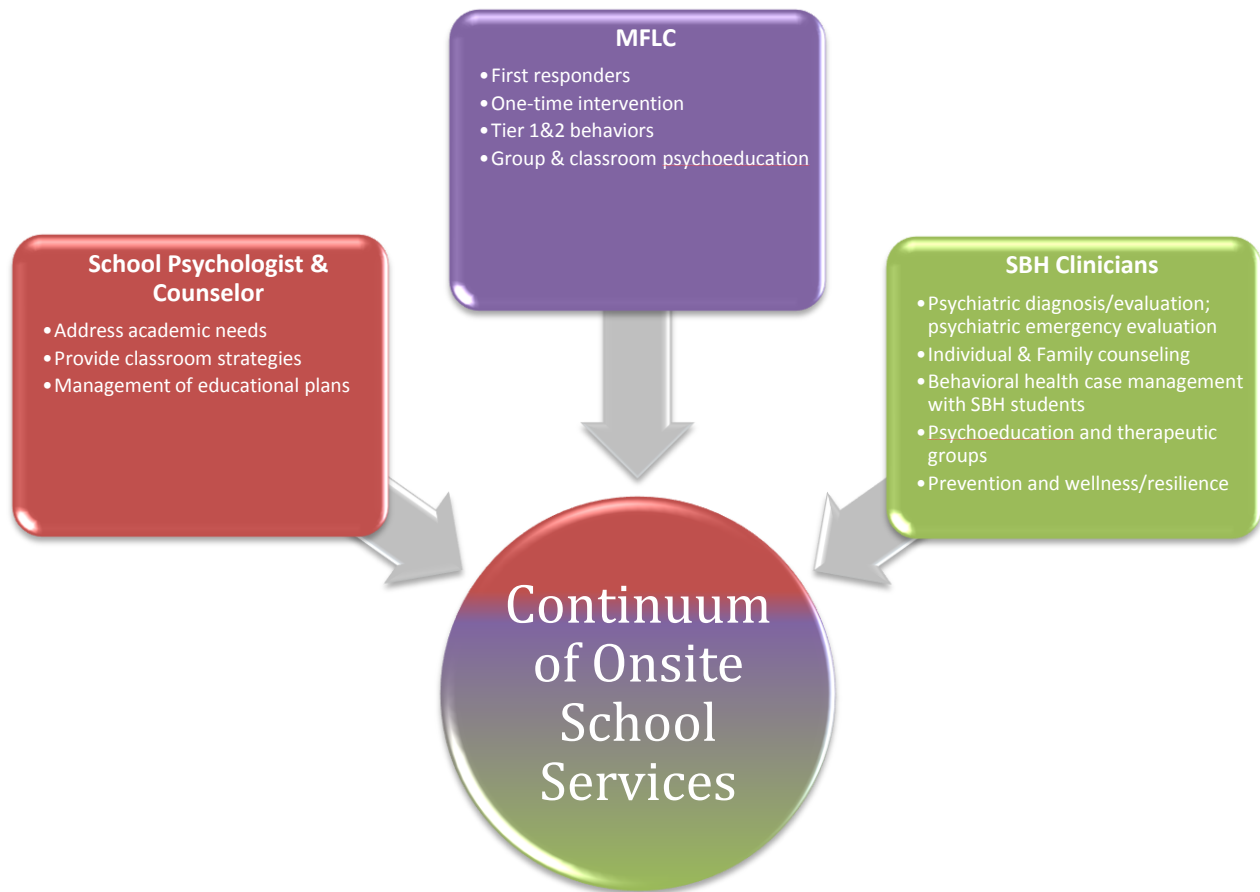 MFLC
•First responders
•One-time intervention
•Tier 1&2 behaviors
•Group & classroom psychoeducation
School Psychologist &
Counselor
•Address academic needs
•Provide classroom strategies
•Management of educational plans
SBH Clinicians
•Psychiatric diagnosis/evaluation;
psychiatric emergency evaluation
•Individual & Family counseling
•Behavioral health case management
with SBH students
•Psychoeducation and therapeutic
groups
•Prevention and wellness/resilience
Continuum
of Onsite
School
Services